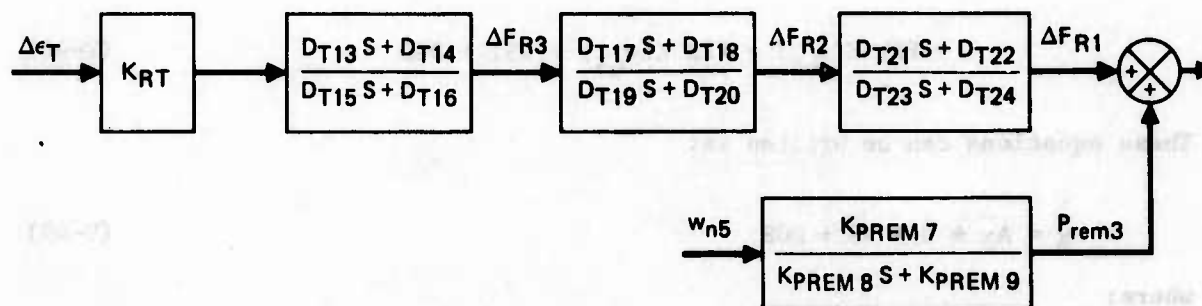 Δε_T
K_RT
D_T13 S + D_T14
D_T15 S + D_T16
ΔF_R3
D_T17 S + D_T18
D_T19 S + D_T20
ΔF_R2
D_T21 S + D_T22
D_T23 S + D_T24
ΔF_R1
+
+
w_n5
K_PREM 7
K_PREM 8 S + K_PREM 9
P_rem3